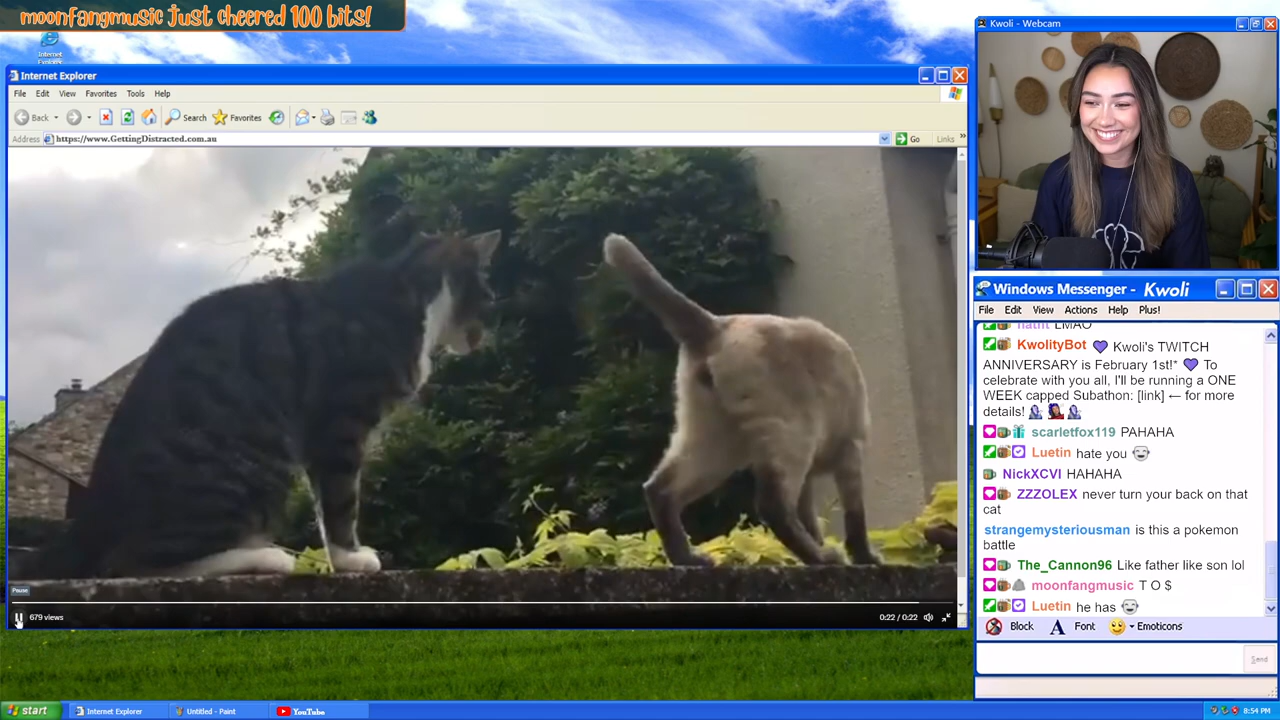 moonfangmusic just cheered 100 bits!
Internet
Explorer
Internet Explorer
File Edit View Favorites Tools Help
Back Search Favorites
Address https://www.GettingDistracted.com.au Go Links »
Pause
679 views 0:22 / 0:22
Kwoli - Webcam
Windows Messenger - Kwoli
File Edit View Actions Help Plus!
LMAO
KwolityBot 💜 Kwoli's TWITCH
ANNIVERSARY is February 1st!* 💜 To
celebrate with you all, I'll be running a ONE
WEEK capped Subathon: [link] ← for more
details!
scarletfox119 PAHAHA
Luetin hate you
NickXCVI HAHAHA
ZZZOLEX never turn your back on that
cat
strangemysteriousman is this a pokemon
battle
The_Cannon96 Like father like son lol
moonfangmusic T O $
Luetin he has
Block A Font Emoticons
Send
start Internet Explorer Untitled - Paint YouTube 8:54 PM